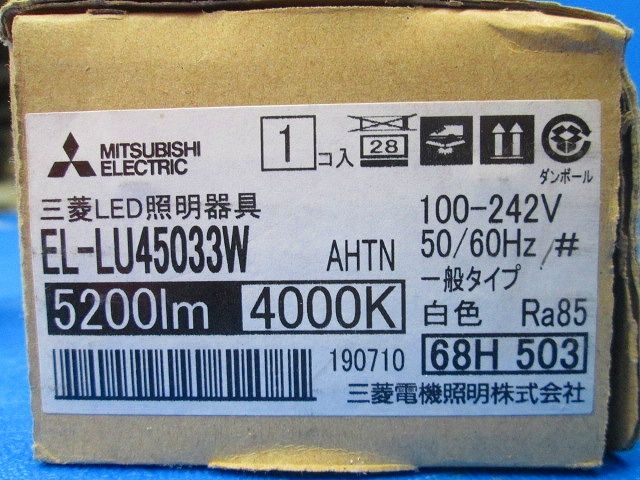 MITSUBISHI
ELECTRIC
1 コ入
28
ダンボール
三菱LED照明器具
EL-LU45033W AHTN
5200lm 4000K
100-242V
50/60Hz/#
一般タイプ
白色 Ra85
190710
68H 503
三菱電機照明株式会社